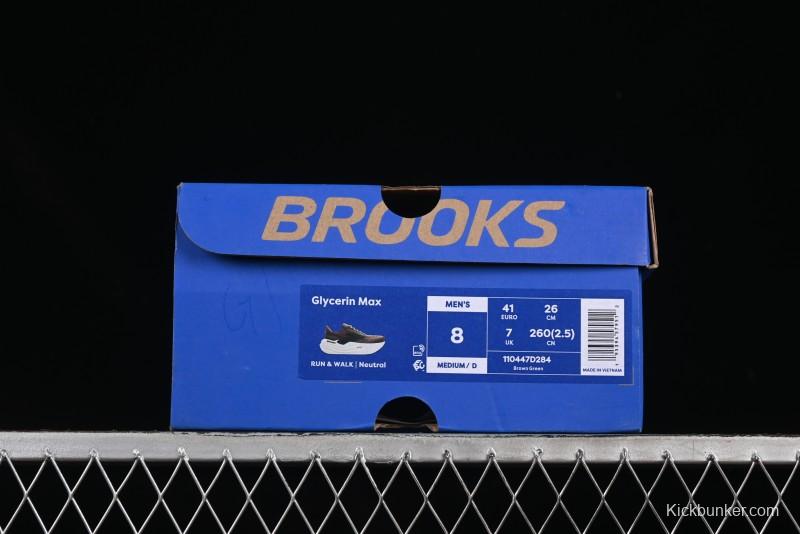 BROOKS
Glycerin Max
RUN & WALK | Neutral
MEN'S
8
MEDIUM / D
41 26
EURO CM
7 260(2.5)
UK CN
110447D284
Brown Green
MADE IN VIETNAM
Kickbunker.com